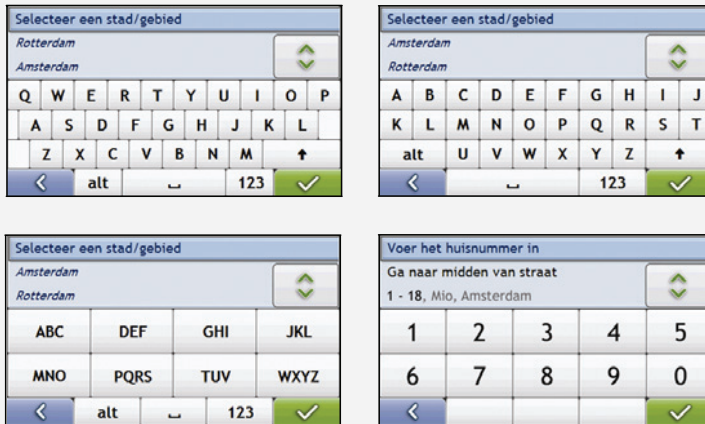 Selecteer een stad/gebied
Rotterdam
Amsterdam
Q W E R T Y U I O P
A S D F G H J K L
Z X C V B N M
alt 123
Selecteer een stad/gebied
Amsterdam
Rotterdam
A B C D E F G H I J
K L M N O P Q R S T
alt U V W X Y Z
123
Selecteer een stad/gebied
Amsterdam
Rotterdam
ABC DEF GHI JKL
MNO PQRS TUV WXYZ
alt 123
Voer het huisnummer in
Ga naar midden van straat
1 - 18, Mio, Amsterdam
1 2 3 4 5
6 7 8 9 0